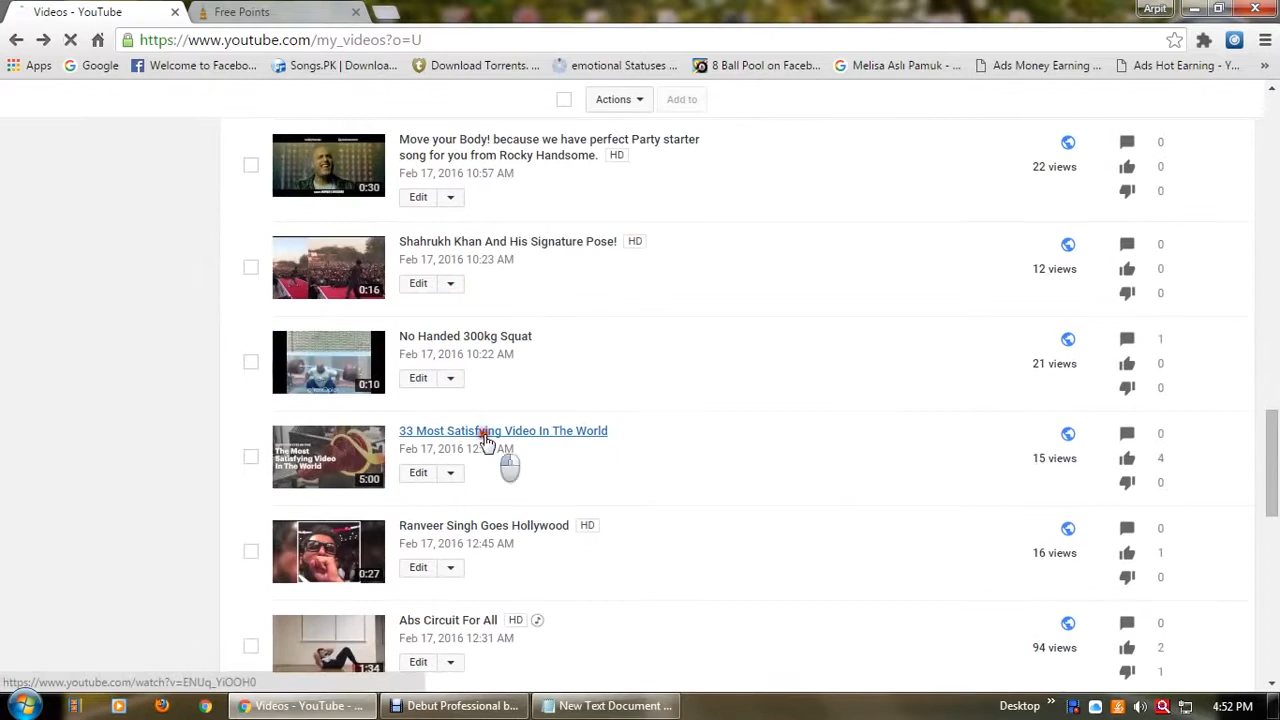 Videos - YouTube
Free Points
Arpit
https://www.youtube.com/my_videos?o=U
Apps
Google
Welcome to Facebo...
Songs.PK | Downloa...
Download Torrents. ...
emotional Statuses ...
8 Ball Pool on Faceb...
Melisa Aslı Pamuk - ...
Ads Money Earning ...
Ads Hot Earning - Y...
Actions
Add to
Move your Body! because we have perfect Party starter
song for you from Rocky Handsome. HD
Feb 17, 2016 10:57 AM
Edit
0:30
22 views
0
0
0
Shahrukh Khan And His Signature Pose! HD
Feb 17, 2016 10:23 AM
Edit
0:16
12 views
0
0
0
No Handed 300kg Squat
Feb 17, 2016 10:22 AM
Edit
0:10
21 views
1
0
0
33 Most Satisfying Video In The World
Feb 17, 2016 12: AM
Edit
The Most
Satisfying Video
In The World
5:00
15 views
0
4
0
Ranveer Singh Goes Hollywood HD
Feb 17, 2016 12:45 AM
Edit
0:27
16 views
0
1
0
Abs Circuit For All HD
Feb 17, 2016 12:31 AM
Edit
1:34
94 views
0
2
1
https://www.youtube.com/watch?v=ENUq_YiOOH0
Videos - YouTube - ...
Debut Professional b...
New Text Document ...
Desktop
4:52 PM